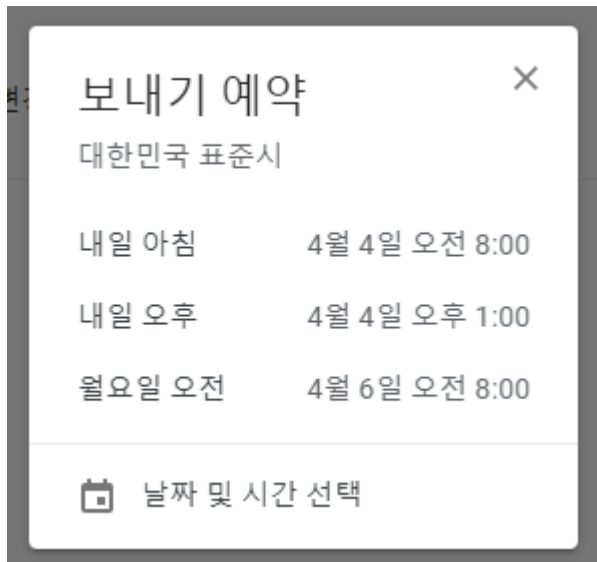 보내기 예약
대한민국 표준시
내일 아침 4월 4일 오전 8:00
내일 오후 4월 4일 오후 1:00
월요일 오전 4월 6일 오전 8:00
날짜 및 시간 선택